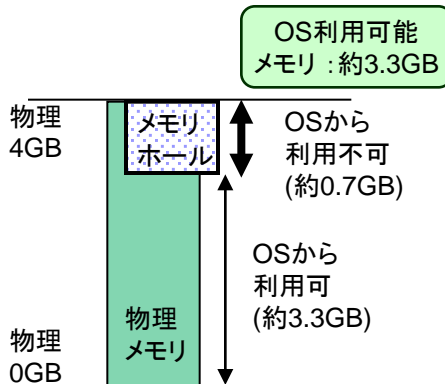 OS利用可能
メモリ：約3.3GB
物理
4GB
メモリ
ホール
OSから
利用不可
(約0.7GB)
OSから
利用可
(約3.3GB)
物理
メモリ
物理
0GB